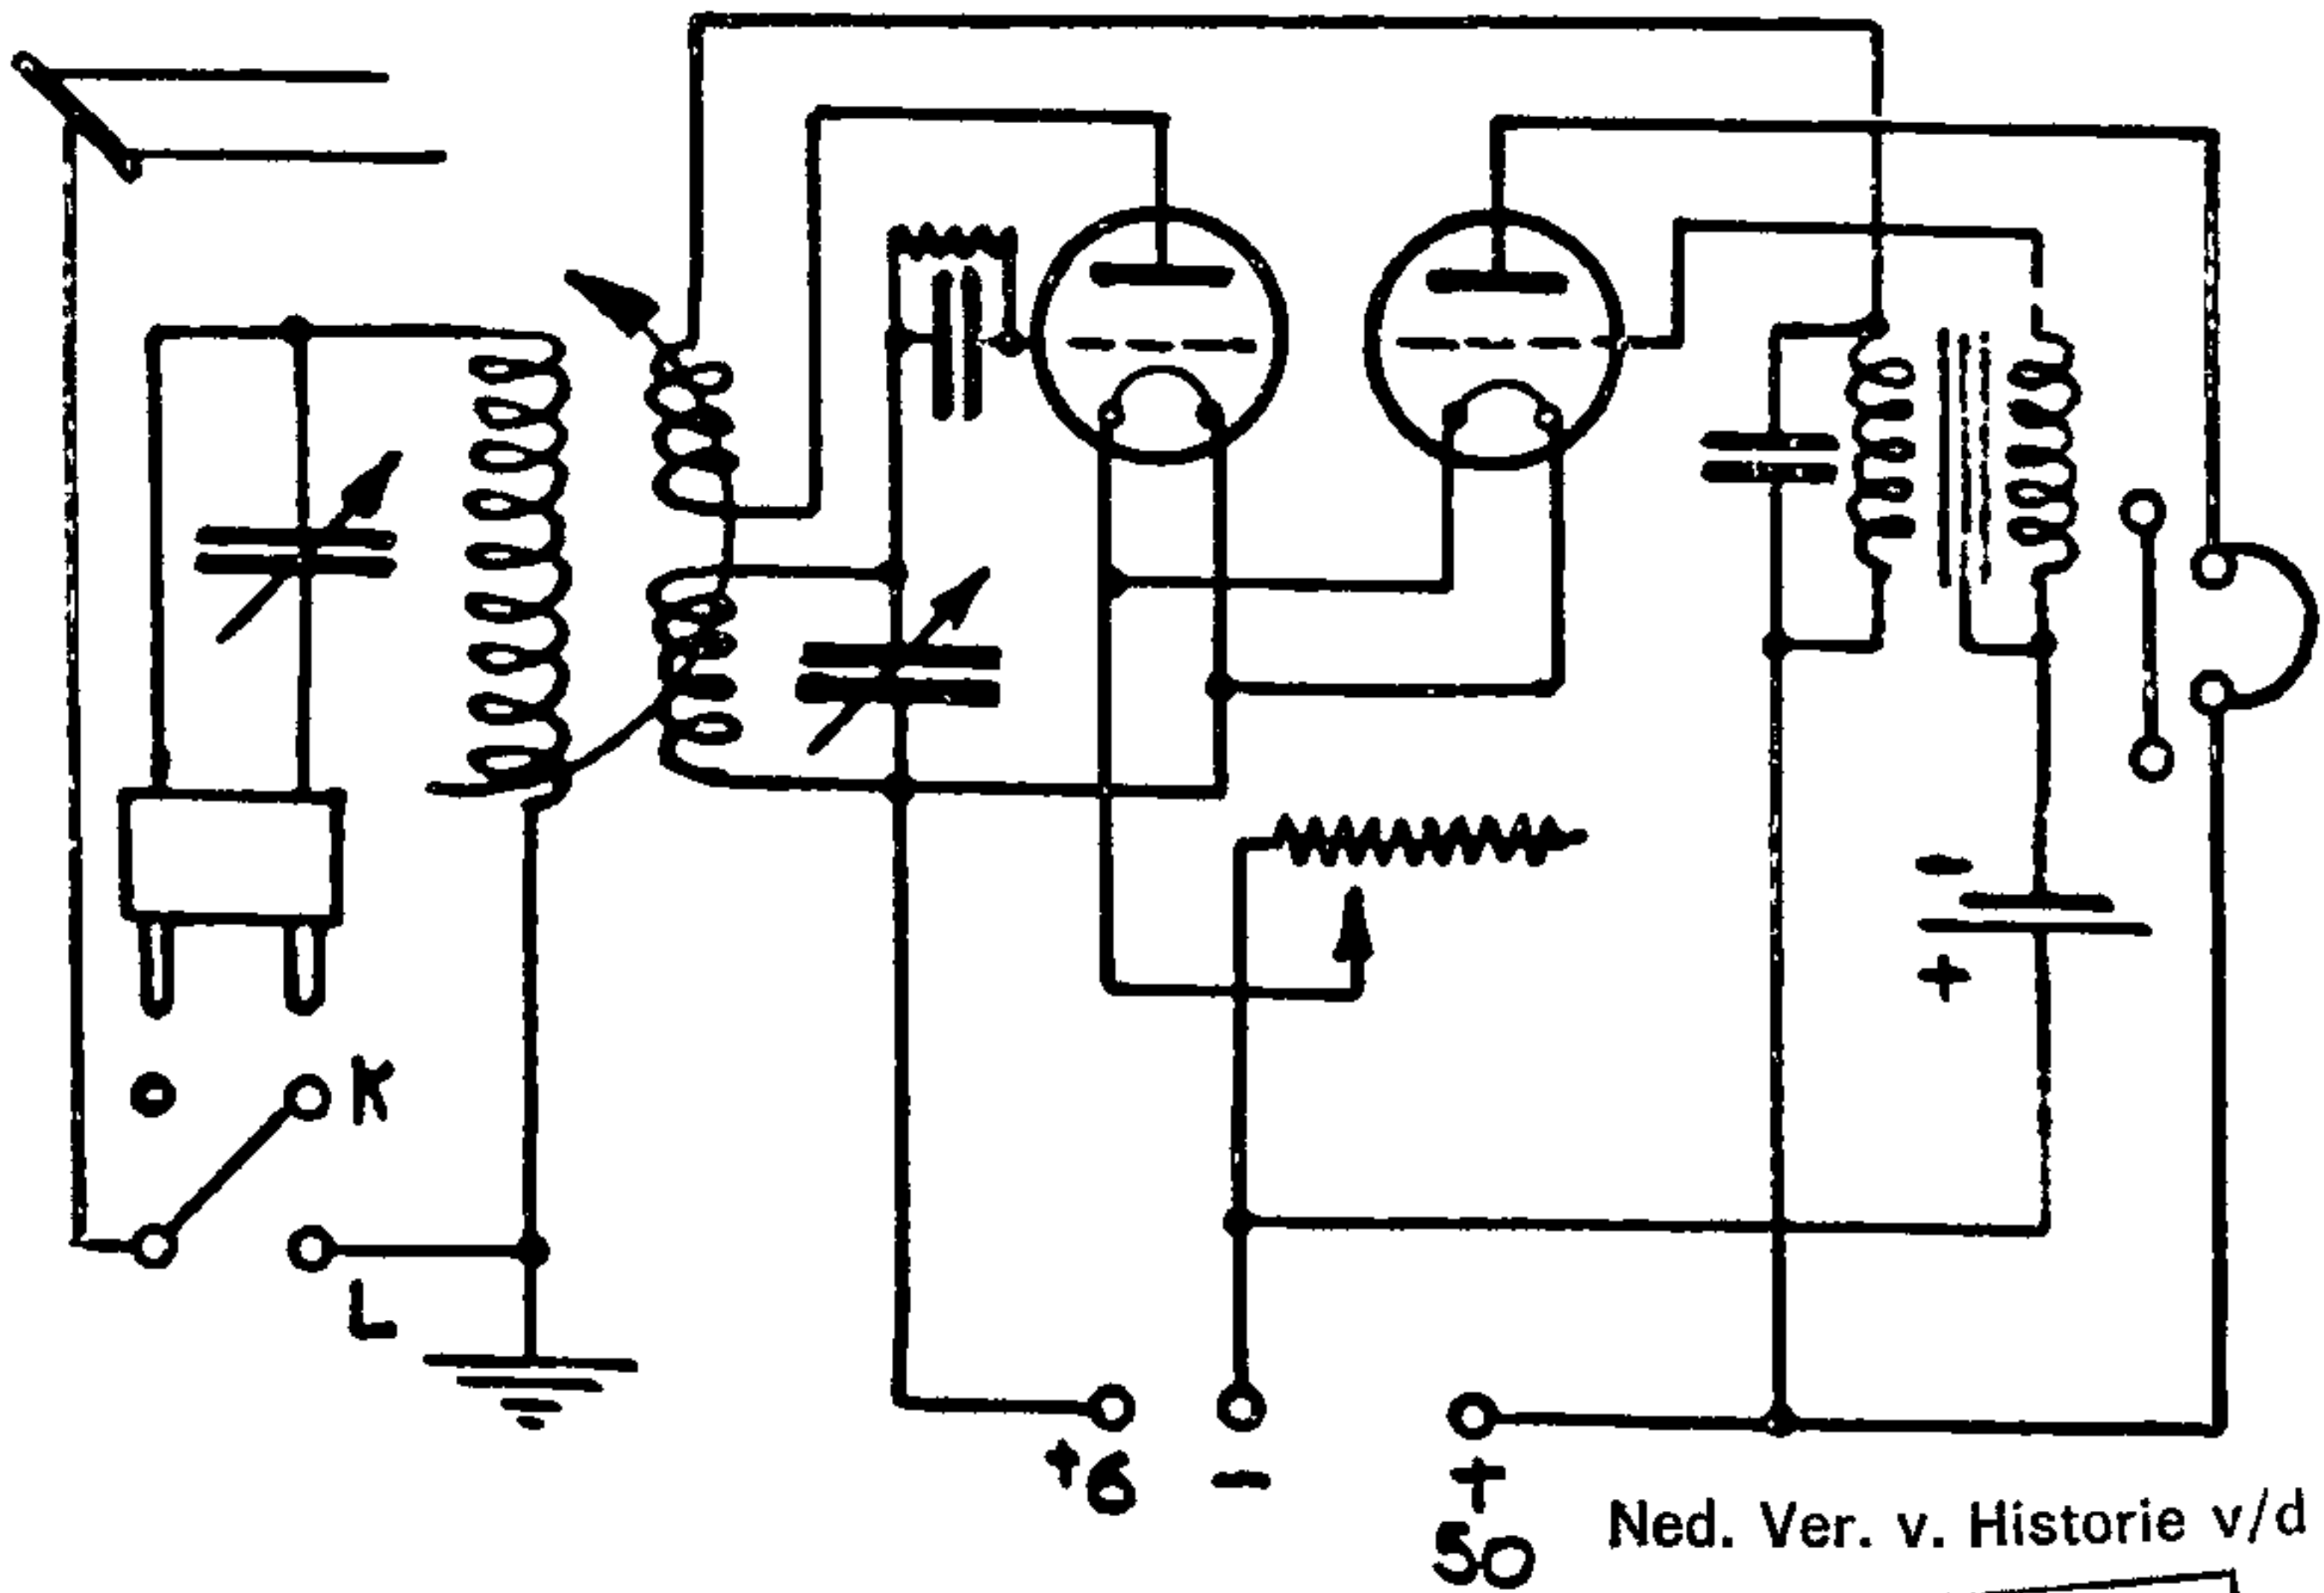 K
L
+6 - + 50
- +
Ned. Ver. v. Historie v/d